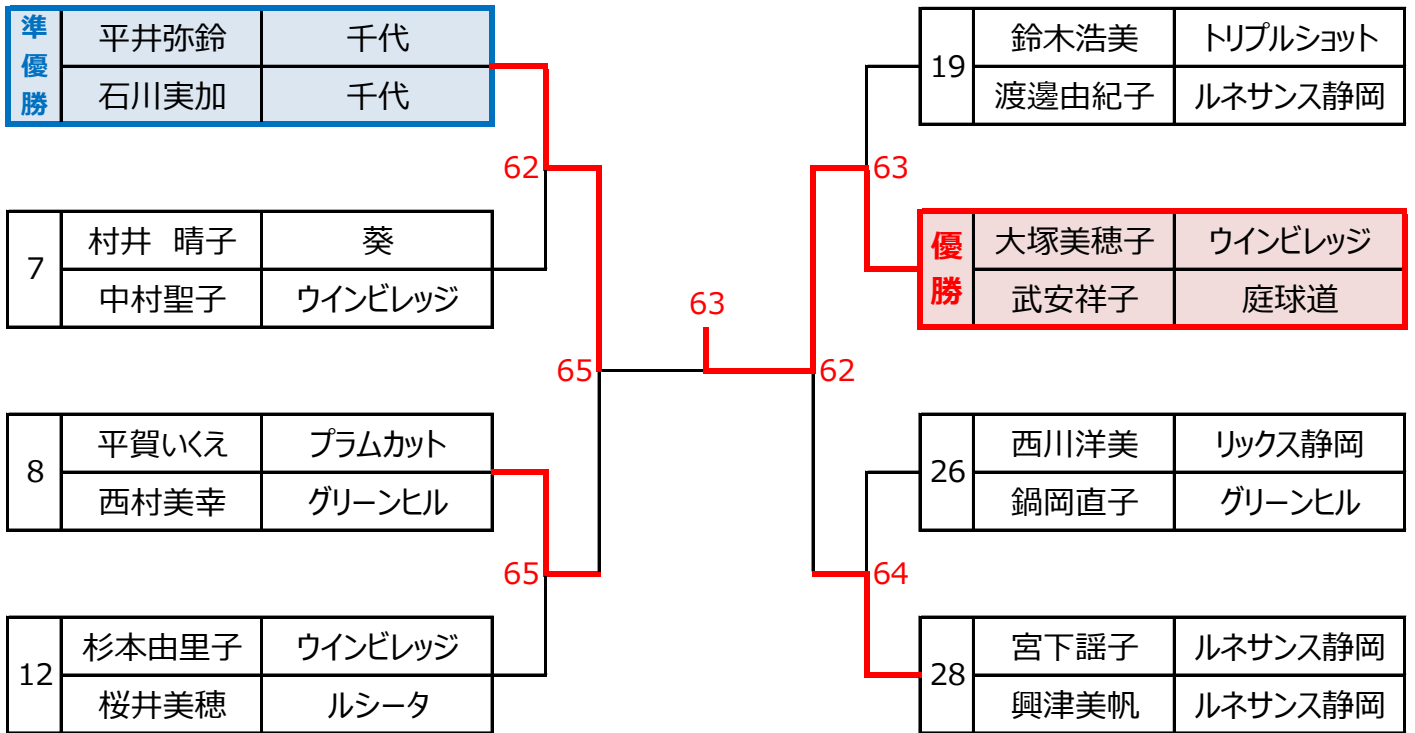 準優勝
平井弥鈴 千代
石川実加 千代
62
7
村井 晴子 葵
中村聖子 ウインビレッジ
65
8
平賀いくえ プラムカット
西村美幸 グリーンヒル
65
12
杉本由里子 ウインビレッジ
桜井美穂 ルシータ
63
19
鈴木浩美 トリプルショット
渡邊由紀子 ルネサンス静岡
63
優勝
大塚美穂子 ウインビレッジ
武安祥子 庭球道
62
26
西川洋美 リックス静岡
鍋岡直子 グリーンヒル
64
28
宮下謡子 ルネサンス静岡
興津美帆 ルネサンス静岡